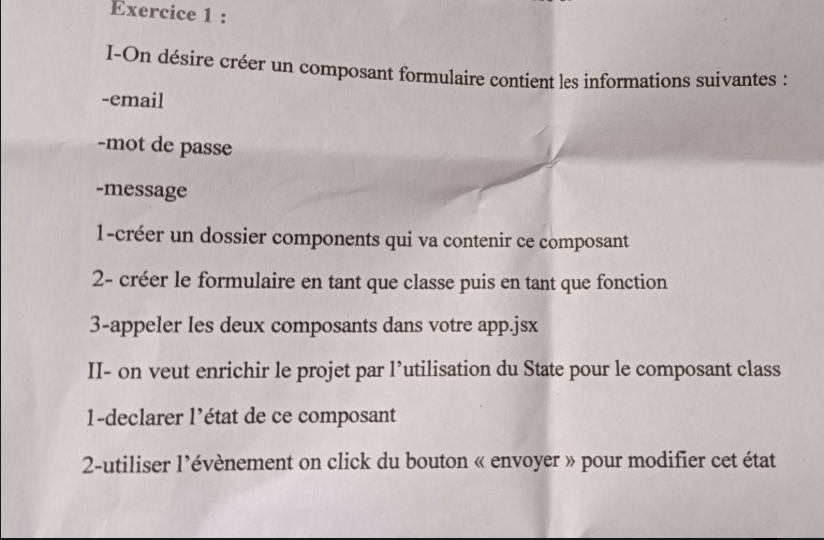 Exercice 1 :
I-On désire créer un composant formulaire contient les informations suivantes :
-email
-mot de passe
-message
1-créer un dossier components qui va contenir ce composant
2- créer le formulaire en tant que classe puis en tant que fonction
3-appeler les deux composants dans votre app.jsx
II- on veut enrichir le projet par l'utilisation du State pour le composant class
1-declarer l'état de ce composant
2-utiliser l'évènement on click du bouton « envoyer » pour modifier cet état